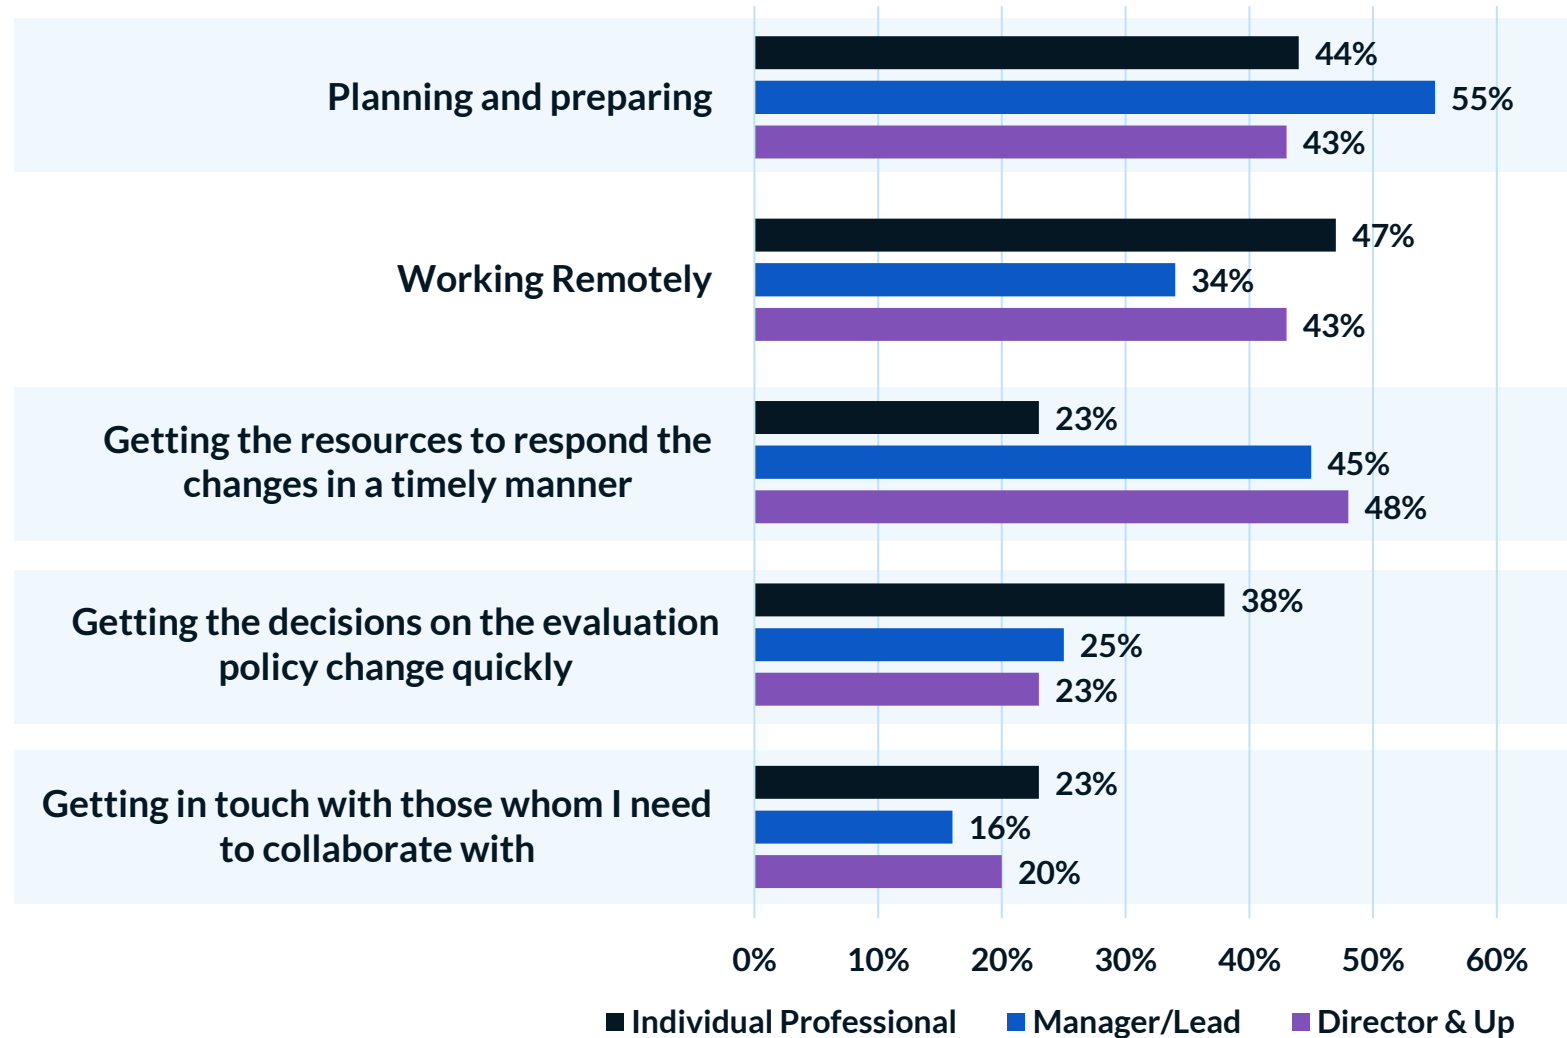 Planning and preparing
44%
55%
43%
Working Remotely
47%
34%
43%
Getting the resources to respond the
changes in a timely manner
23%
45%
48%
Getting the decisions on the evaluation
policy change quickly
38%
25%
23%
Getting in touch with those whom I need
to collaborate with
23%
16%
20%
0% 10% 20% 30% 40% 50% 60%
Individual Professional Manager/Lead Director & Up